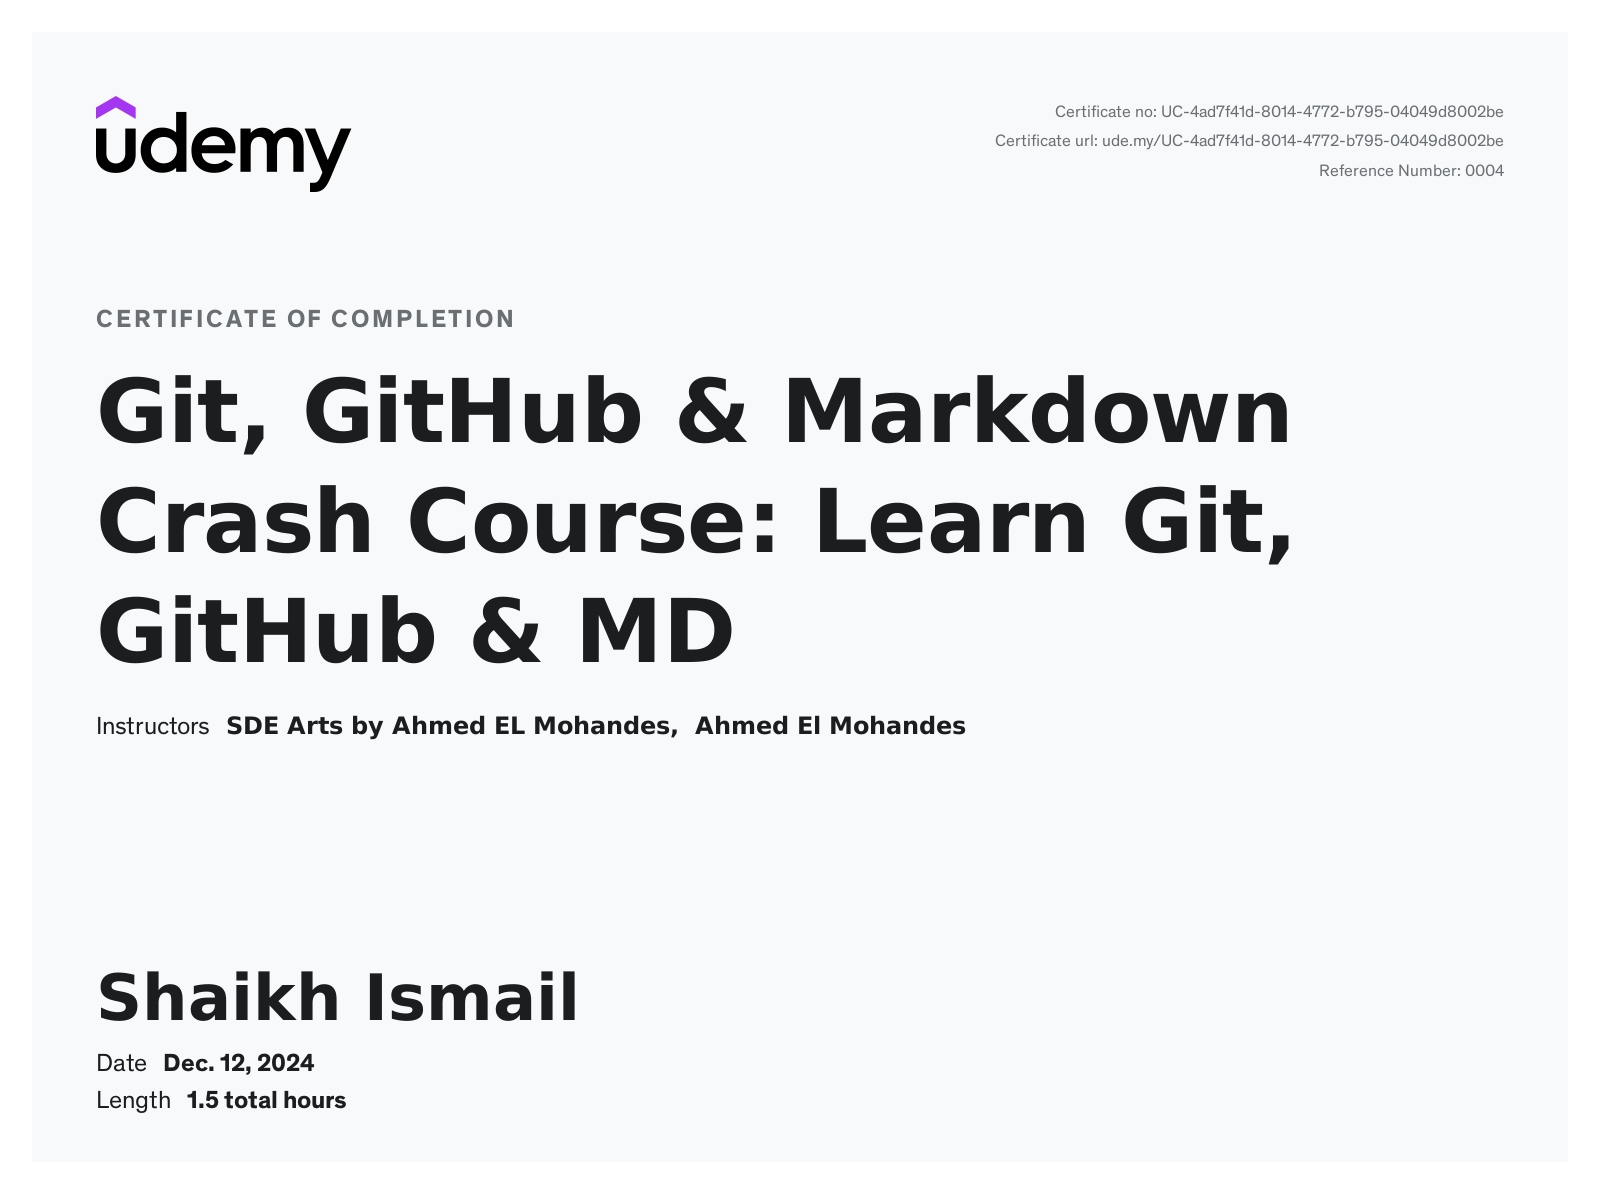 udemy
Certificate no: UC-4ad7f41d-8014-4772-b795-04049d8002be
Certificate url: ude.my/UC-4ad7f41d-8014-4772-b795-04049d8002be
Reference Number: 0004
CERTIFICATE OF COMPLETION
Git, GitHub & Markdown
Crash Course: Learn Git,
GitHub & MD
Instructors SDE Arts by Ahmed EL Mohandes, Ahmed El Mohandes
Shaikh Ismail
Date Dec. 12, 2024
Length 1.5 total hours